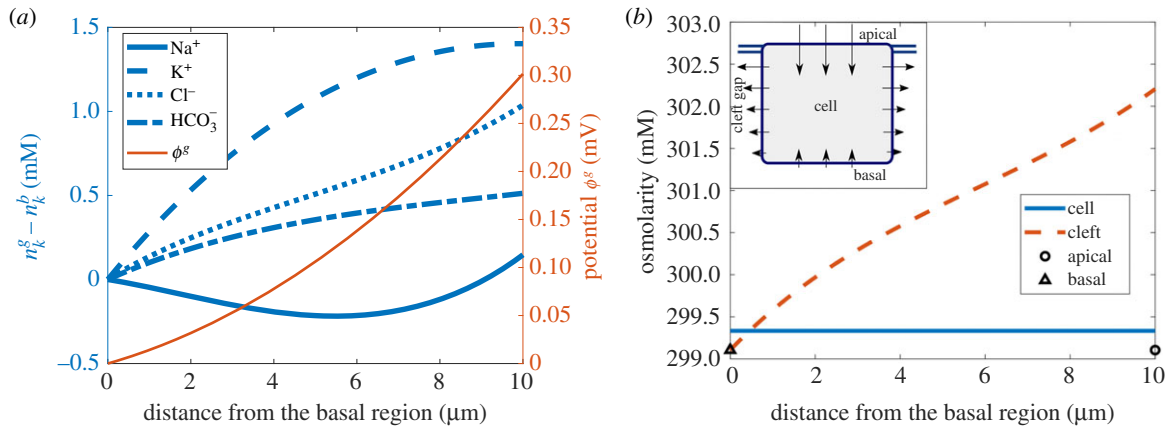 (a)
1.5
1.0
0.5
0
–0.5
n_k^g – n_k^b (mM)
Na⁺
K⁺
Cl⁻
HCO₃⁻
ϕ^g
0.35
0.30
0.25
0.20
0.15
0.10
0.05
0
potential ϕ^g (mV)
0 2 4 6 8 10
distance from the basal region (μm)
(b)
303.0
302.5
302.0
301.5
301.0
300.5
300.0
299.5
299.0
osmolarity (mM)
apical
cleft gap
cell
basal
cell
cleft
apical
basal
0 2 4 6 8 10
distance from the basal region (μm)